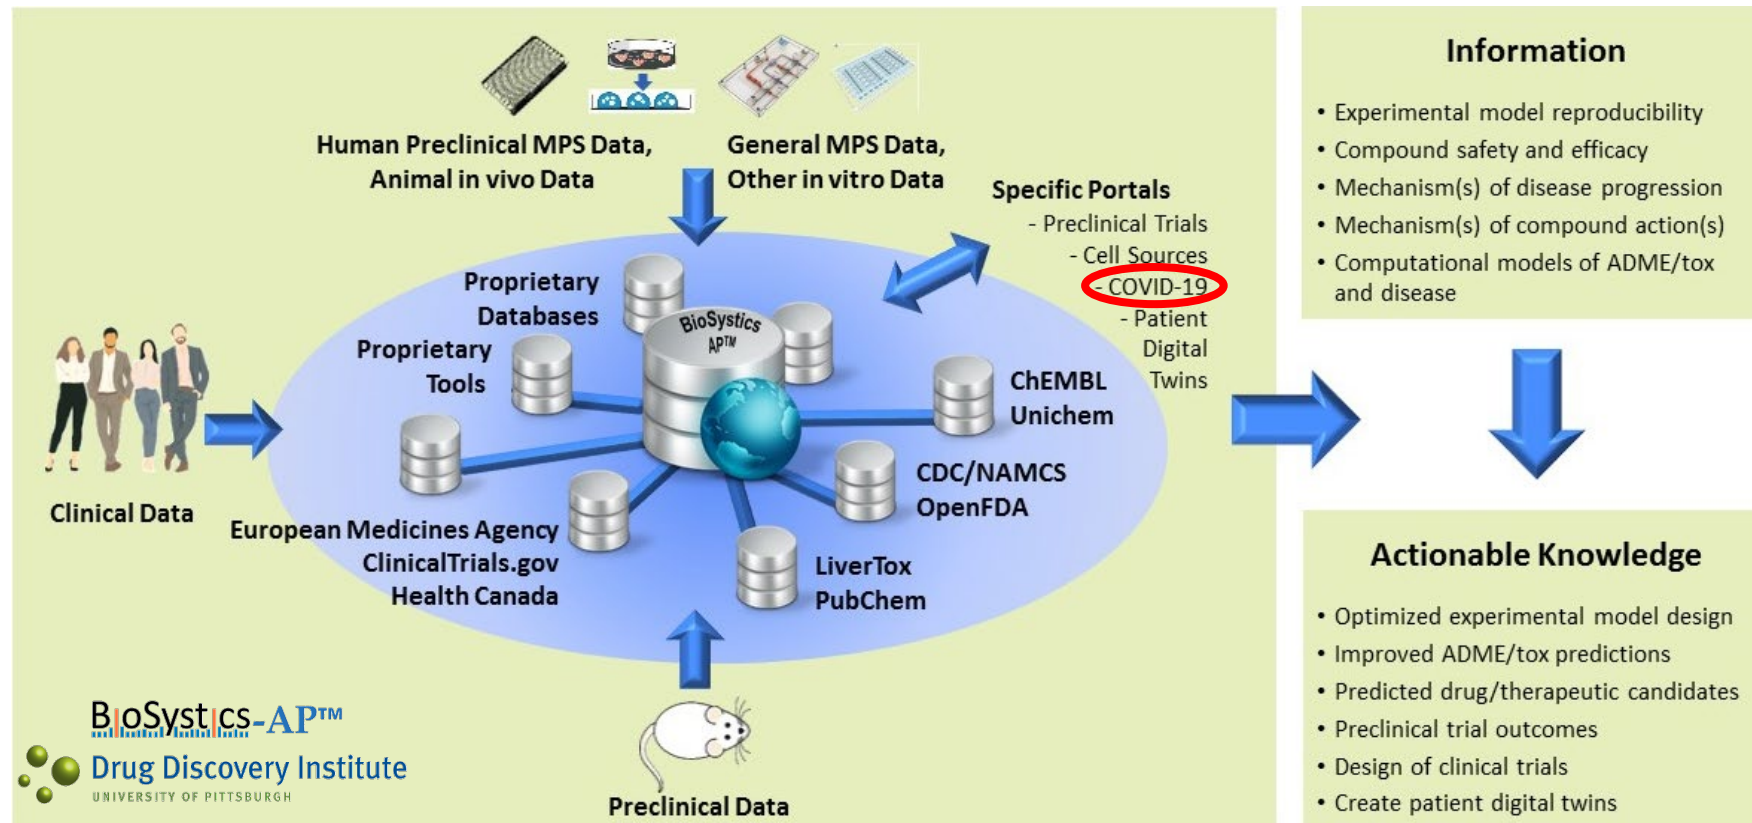 Human Preclinical MPS Data,
Animal in vivo Data
General MPS Data,
Other in vitro Data
Specific Portals
- Preclinical Trials
- Cell Sources
- COVID-19
- Patient
Digital
Twins
Proprietary
Databases
BioSystics
AP™
Proprietary
Tools
ChEMBL
Unichem
CDC/NAMCS
OpenFDA
Clinical Data
European Medicines Agency
ClinicalTrials.gov
Health Canada
LiverTox
PubChem
Preclinical Data
BioSystics-AP™
Drug Discovery Institute
UNIVERSITY OF PITTSBURGH
Information
• Experimental model reproducibility
• Compound safety and efficacy
• Mechanism(s) of disease progression
• Mechanism(s) of compound action(s)
• Computational models of ADME/tox
and disease
Actionable Knowledge
• Optimized experimental model design
• Improved ADME/tox predictions
• Predicted drug/therapeutic candidates
• Preclinical trial outcomes
• Design of clinical trials
• Create patient digital twins